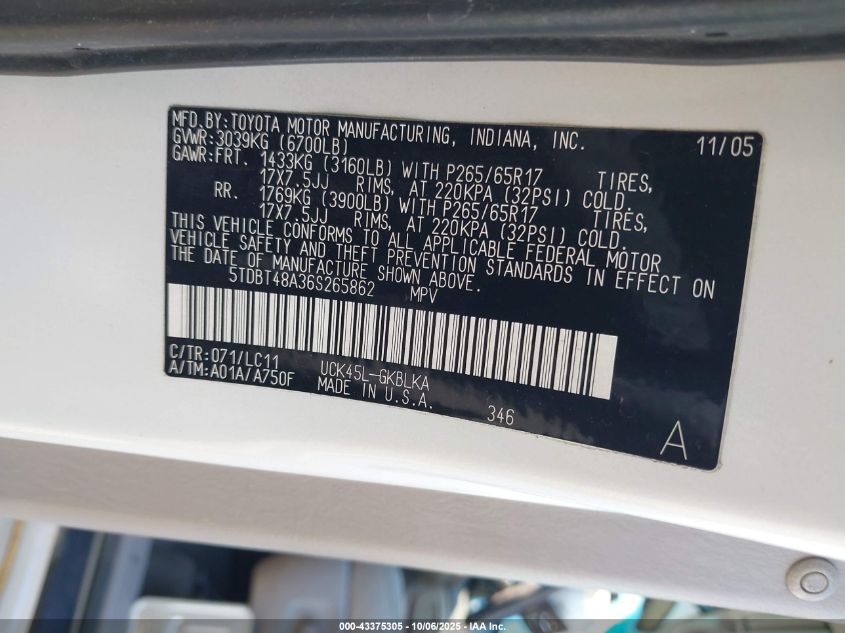 MFD.BY:TOYOTA MOTOR MANUFACTURING, INDIANA, INC. 11/05
GVWR:3039KG (6700LB)
GAWR:FRT. 1433KG (3160LB) WITH P265/65R17 TIRES,
17X7.5JJ RIMS, AT 220KPA (32PSI) COLD.
RR. 1769KG (3900LB) WITH P265/65R17 TIRES,
17X7.5JJ RIMS, AT 220KPA (32PSI) COLD.
THIS VEHICLE CONFORMS TO ALL APPLICABLE FEDERAL MOTOR
VEHICLE SAFETY AND THEFT PREVENTION STANDARDS IN EFFECT ON
THE DATE OF MANUFACTURE SHOWN ABOVE.
5TDBT48A36S265862 MPV
C/TR:071/LC11 UCK45L-GKBLKA
A/TM:A01A/A750F MADE IN U.S.A. 346
A
000-43375305 - 10/06/2025 - IAA Inc.